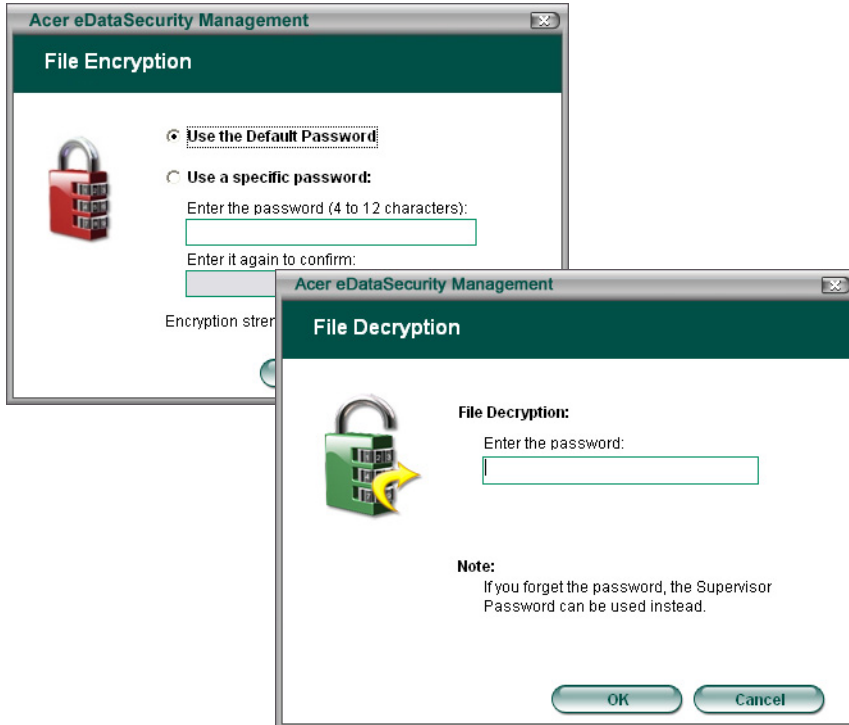 Acer eDataSecurity Management
File Encryption
Use the Default Password
Use a specific password:
Enter the password (4 to 12 characters):
Enter it again to confirm:
Encryption
Acer eDataSecurity Management
File Decryption
File Decryption:
Enter the password:
Note:
If you forget the password, the Supervisor
Password can be used instead.
OK
Cancel